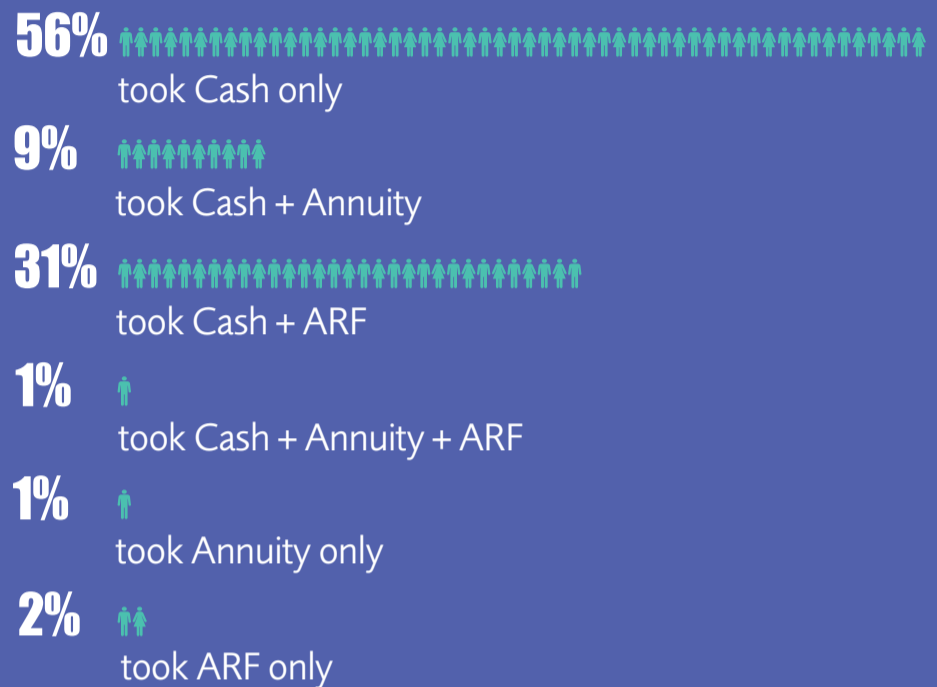 56%
took Cash only
9%
took Cash + Annuity
31%
took Cash + ARF
1%
took Cash + Annuity + ARF
1%
took Annuity only
2%
took ARF only